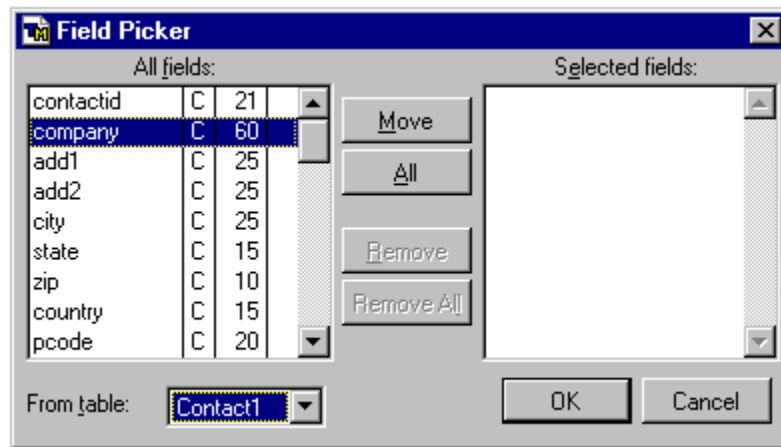 Field Picker
All fields:
Selected fields:
contactid C 21
company C 60
add1 C 25
add2 C 25
city C 25
state C 15
zip C 10
country C 15
pcode C 20
Move
All
Remove
Remove All
From table: Contact1
OK Cancel